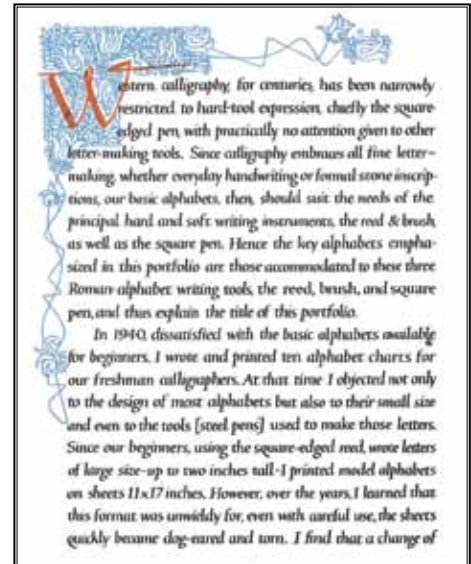 Western calligraphy, for centuries, has been narrowly
restricted to hard-tool expression, chiefly the square-
edged pen, with practically no attention given to other
letter-making tools. Since calligraphy embraces all fine letter-
making, whether everyday handwriting or formal stone inscrip-
tions, our basic alphabets, then, should suit the needs of the
principal hard and soft writing instruments, the reed & brush,
as well as the square pen. Hence the key alphabets empha-
sized in this portfolio are those accommodated to these three
Roman-alphabet writing tools, the reed, brush, and square
pen, and thus explain the title of this portfolio.
In 1940, dissatisfied with the basic alphabets available
for beginners, I wrote and printed ten alphabet charts for
our freshman calligraphers. At that time I objected not only
to the design of most alphabets but also to their small size
and even to the tools [steel pens] used to make those letters.
Since our beginners, using the square-edged reed, wrote letters
of large size-up to two inches tall-I printed model alphabets
on sheets 11x17 inches. However, over the years, I learned that
this format was unwieldy for, even with careful use, the sheets
quickly became dog-eared and torn. I find that a change of